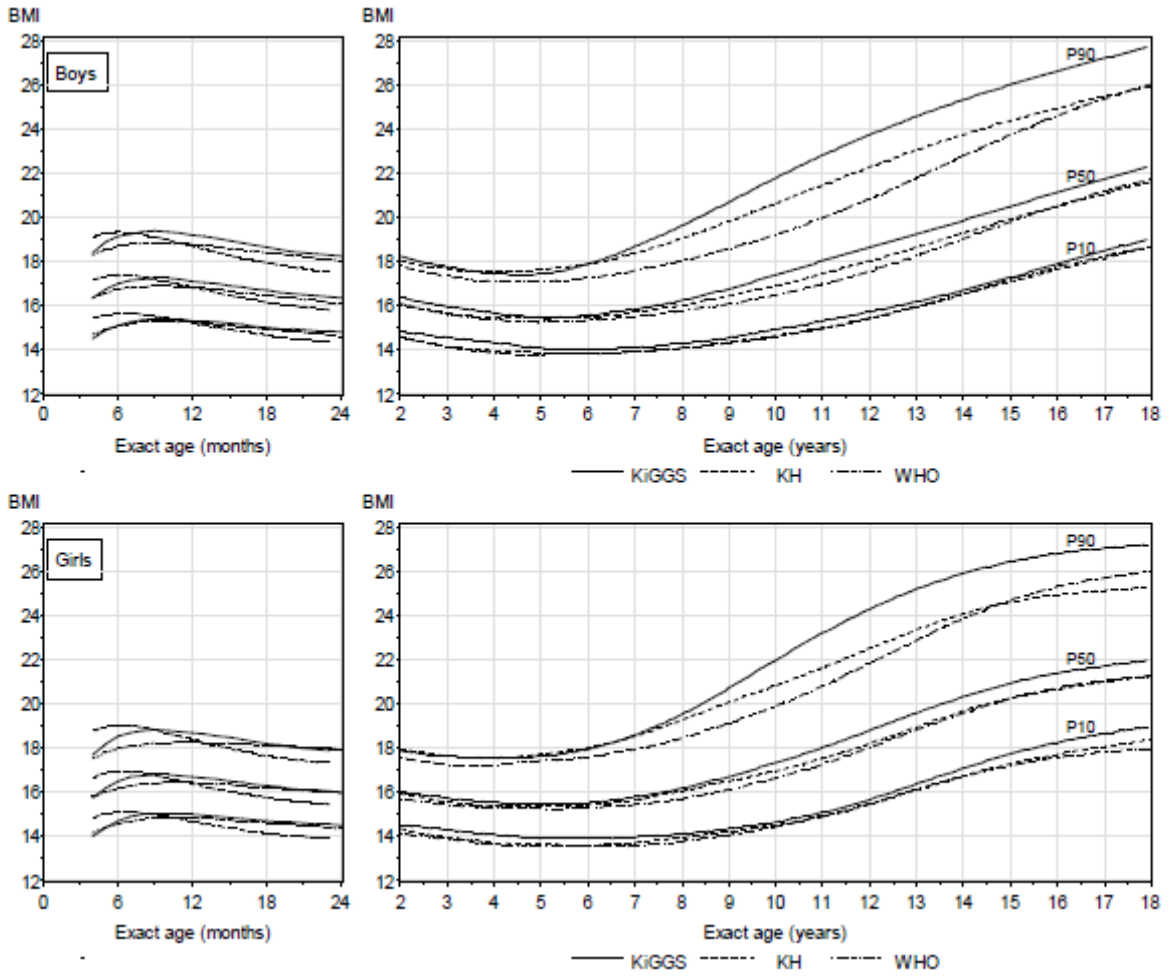 BMI BMI
28 28
Boys P90
26 26
24 24
22 22
P50
20 20
P10
18 18
16 16
14 14
12 12
0 6 12 18 24 2 3 4 5 6 7 8 9 10 11 12 13 14 15 16 17 18
Exact age (months) Exact age (years)
KiGGS KH WHO
BMI BMI
28 28
P90
Girls
26 26
24 24
22 22
P50
20 20
P10
18 18
16 16
14 14
12 12
0 6 12 18 24 2 3 4 5 6 7 8 9 10 11 12 13 14 15 16 17 18
Exact age (months) Exact age (years)
KiGGS KH WHO